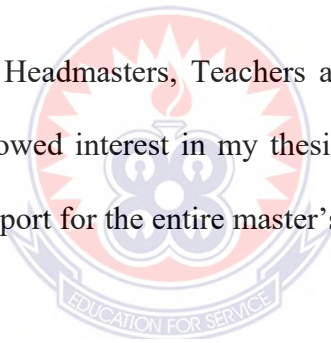 Headmasters, Teachers a
owed interest in my thesi
port for the entire master's
EDUCATION FOR SERVICE